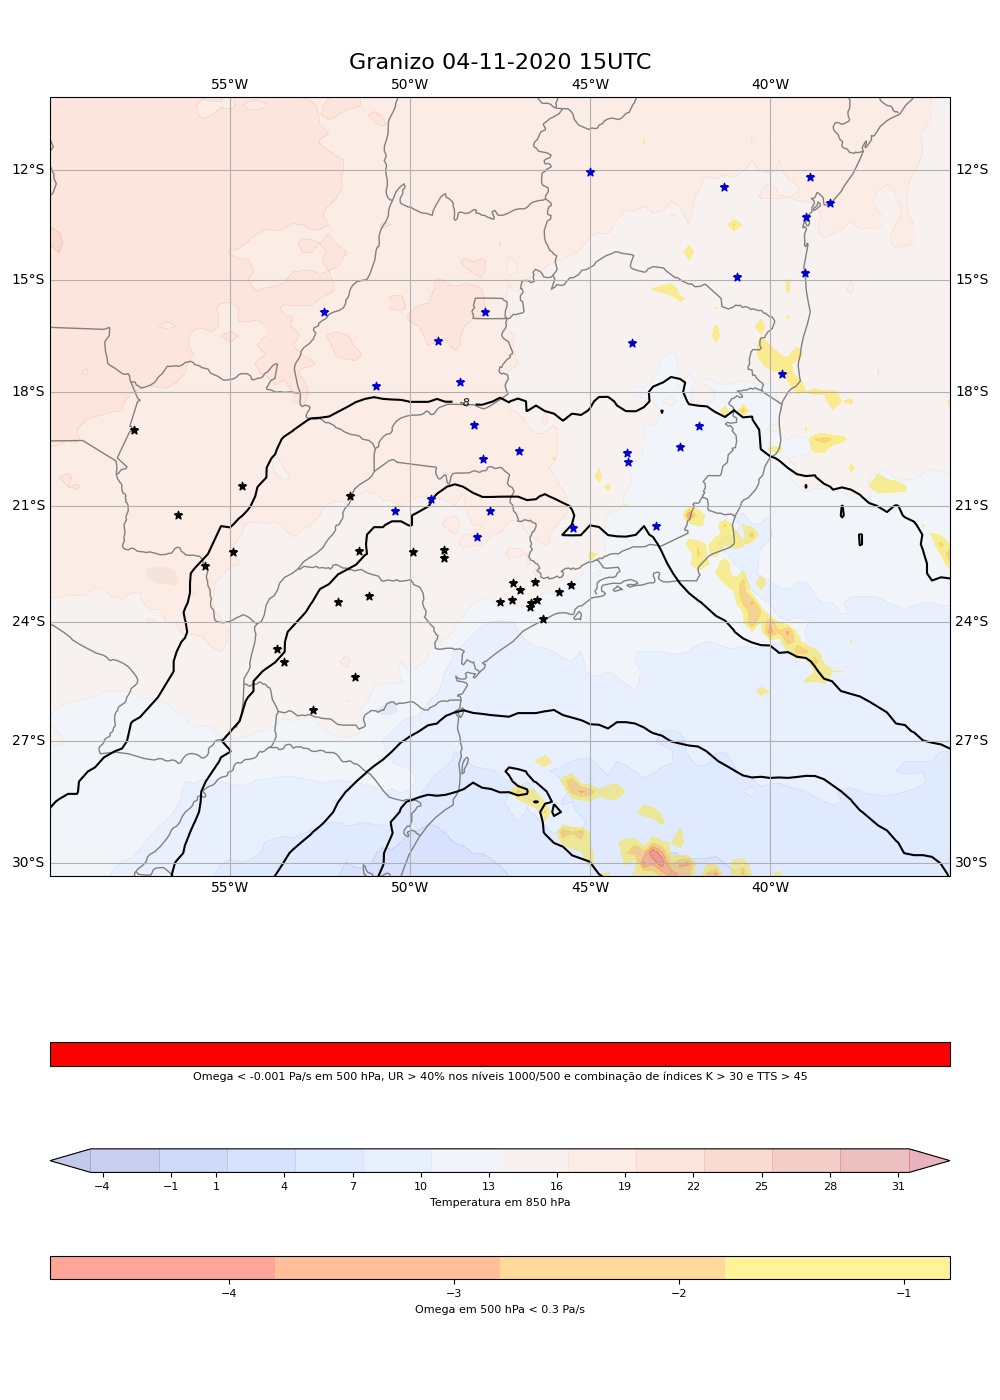 Granizo 04-11-2020 15UTC
55°W 50°W 45°W 40°W
12°S 12°S
15°S 15°S
18°S 18°S
-8
21°S 21°S
24°S 24°S
27°S 27°S
30°S 30°S
55°W 50°W 45°W 40°W
Omega < -0.001 Pa/s em 500 hPa, UR > 40% nos níveis 1000/500 e combinação de índices K > 30 e TTS > 45
−4 −1 1 4 7 10 13 16 19 22 25 28 31
Temperatura em 850 hPa
−4 −3 −2 −1
Omega em 500 hPa < 0.3 Pa/s